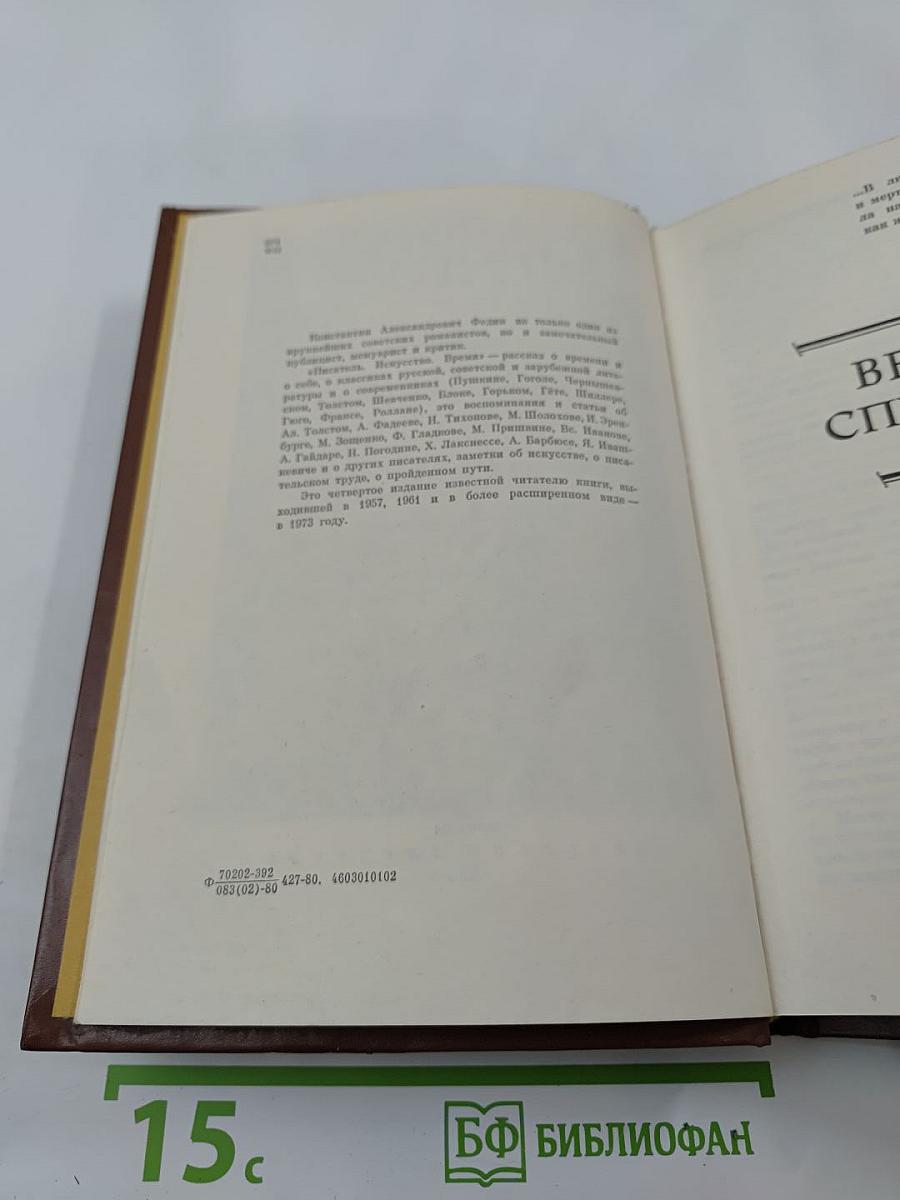 Константин Александрович Федин не только один из
крупнейших советских романистов, но и замечательный
публицист, мемуарист и критик.
«Писатель. Искусство. Время» — рассказ о времени и
о себе, о классиках русской, советской и зарубежной лите-
ратуры и о современниках (Пушкине, Гоголе, Чернышев-
ском, Толстом, Шевченко, Блоке, Горьком, Гёте, Шиллере,
Гюго, Франсе, Роллане), это воспоминания и статьи об
Ал. Толстом, А. Фадееве, Н. Тихонове, М. Шолохове, И. Эрен-
бурге, М. Зощенко, Ф. Гладкове, М. Пришвине, Вс. Иванове,
А. Гайдаре, Н. Погодине, Х. Лакснессе, А. Барбюсе, Я. Иваш-
кевиче и о других писателях, заметки об искусстве, о писа-
тельском труде, о пройденном пути.
Это четвертое издание известной читателю книги, вы-
ходившей в 1957, 1961 и в более расширенном виде —
в 1973 году.
Ф 70202-392
083(02)-80 427-80. 4603010102
...В
и
ла
как
15 с
БФ БИБЛИОФАН